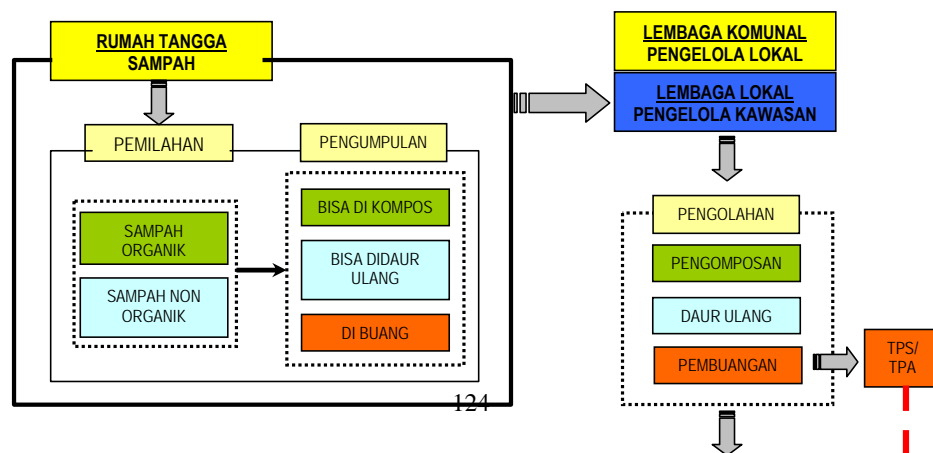 RUMAH TANGGA
SAMPAH
PEMILAHAN
PENGUMPULAN
SAMPAH
ORGANIK
SAMPAH NON
ORGANIK
BISA DI KOMPOS
BISA DIDAUR
ULANG
DI BUANG
124
LEMBAGA KOMUNAL
PENGELOLA LOKAL
LEMBAGA LOKAL
PENGELOLA KAWASAN
PENGOLAHAN
PENGOMPOSAN
DAUR ULANG
PEMBUANGAN
TPS/
TPA